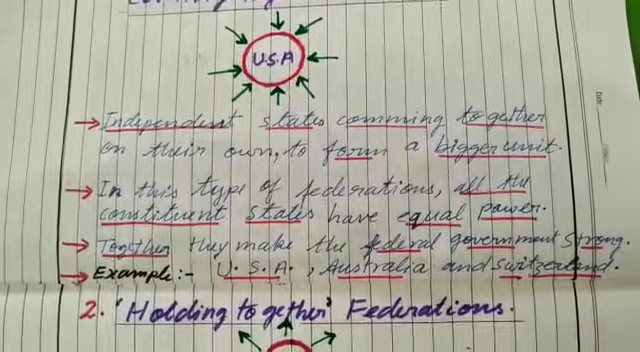 U.S.A
→ Independent states comming together
on their own, to form a bigger unit.
→ In this type of federations, all the
constituent states have equal power.
→ Together they make the federal government strong.
→ Example:- U.S.A. , Australia and Switzerland.
2. 'Holding together' Federations.